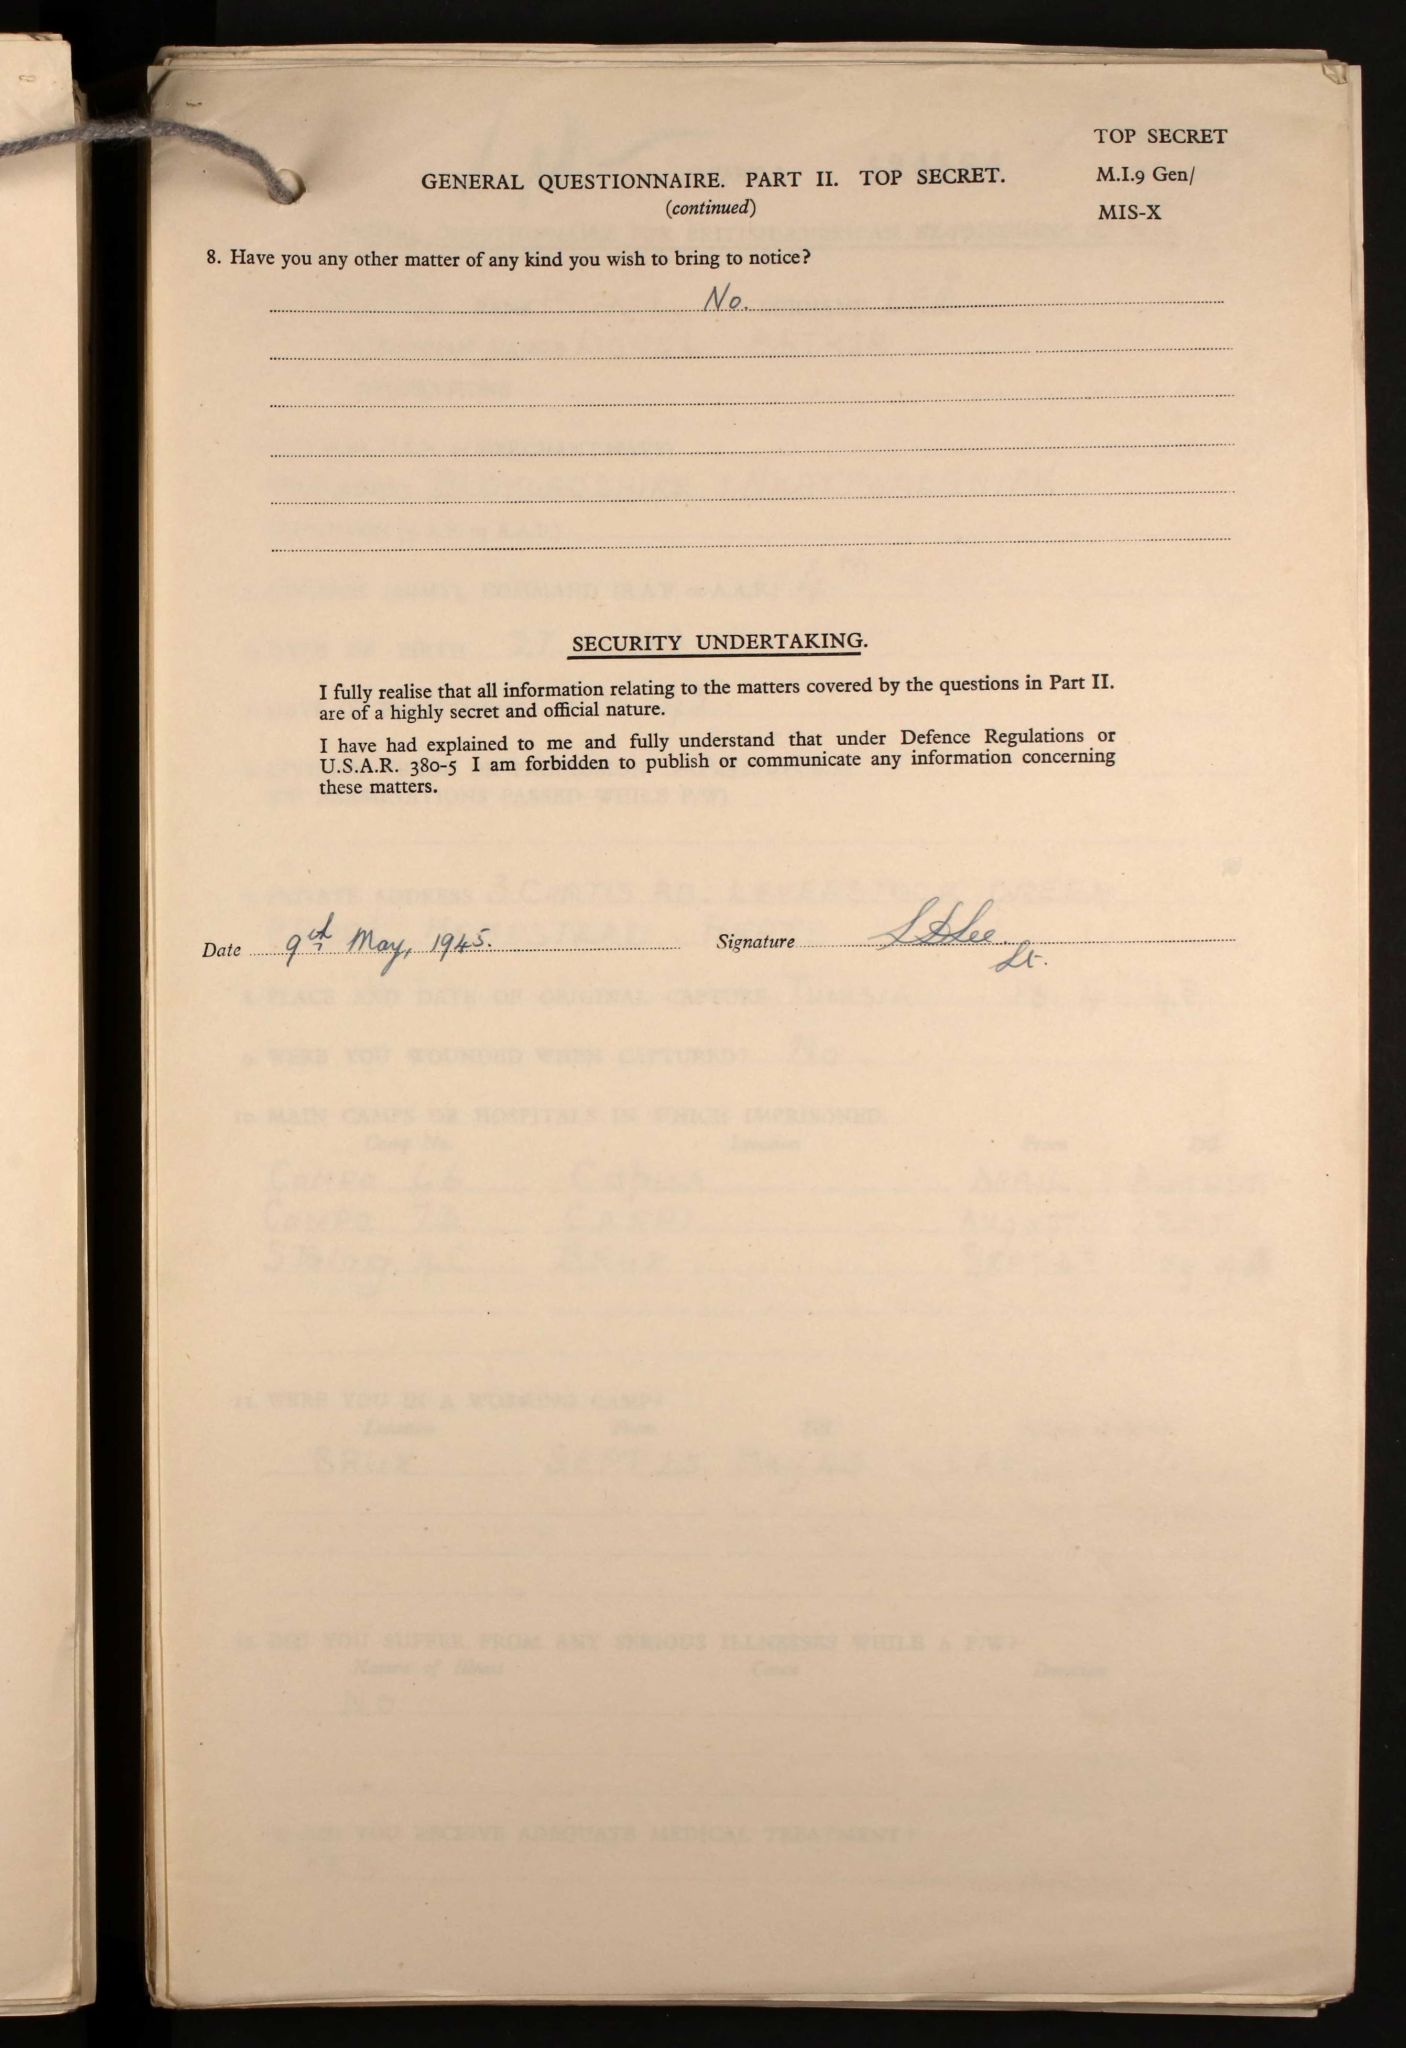 TOP SECRET
GENERAL QUESTIONNAIRE. PART II. TOP SECRET.
M.I.9 Gen/
(continued)
MIS-X
8. Have you any other matter of any kind you wish to bring to notice?
No.
SECURITY UNDERTAKING.
I fully realise that all information relating to the matters covered by the questions in Part II.
are of a highly secret and official nature.
I have had explained to me and fully understand that under Defence Regulations or
U.S.A.R. 380-5 I am forbidden to publish or communicate any information concerning
these matters.
Date 9th May, 1945. Signature Lee
Lt.